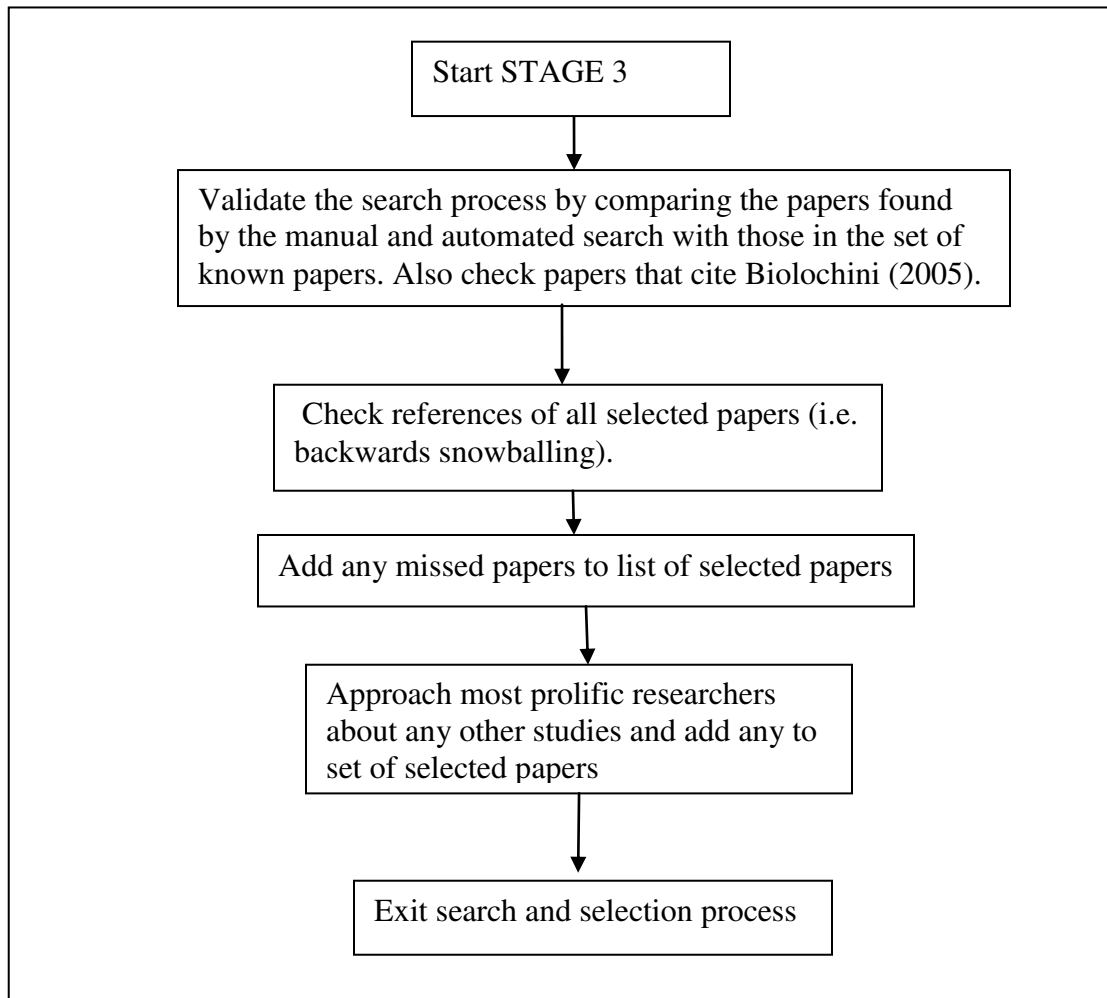 Start STAGE 3
Validate the search process by comparing the papers found
by the manual and automated search with those in the set of
known papers. Also check papers that cite Biolochini (2005).
Check references of all selected papers (i.e.
backwards snowballing).
Add any missed papers to list of selected papers
Approach most prolific researchers
about any other studies and add any to
set of selected papers
Exit search and selection process